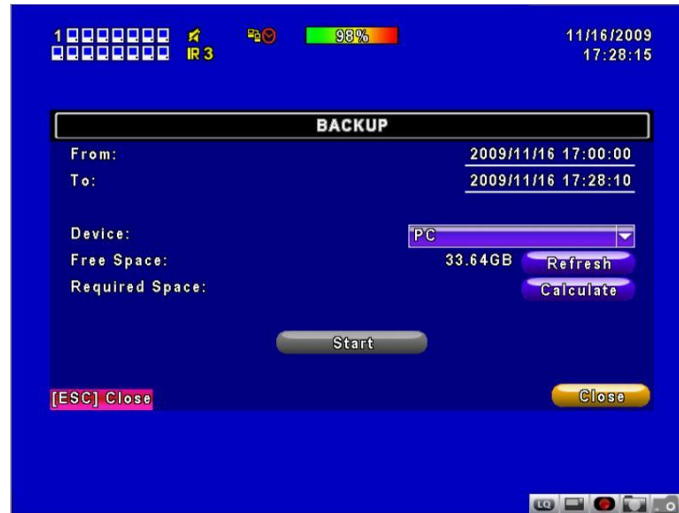 1
IR 3
98%
11/16/2009
17:28:15
BACKUP
From: 2009/11/16 17:00:00
To: 2009/11/16 17:28:10
Device: PC
Free Space: 33.64GB Refresh
Required Space: Calculate
Start
[ESC] Close
Close
LQ